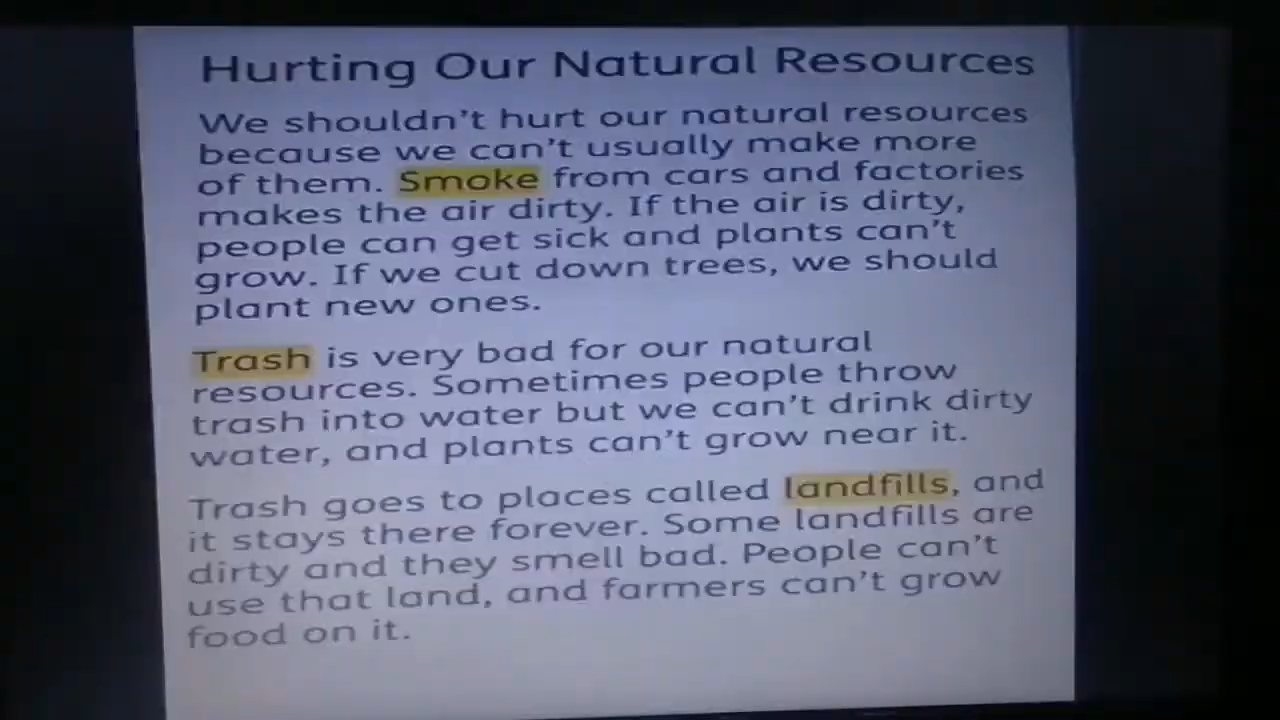 Hurting Our Natural Resources
We shouldn't hurt our natural resources
because we can't usually make more
of them. Smoke from cars and factories
makes the air dirty. If the air is dirty,
people can get sick and plants can't
grow. If we cut down trees, we should
plant new ones.
Trash is very bad for our natural
resources. Sometimes people throw
trash into water but we can't drink dirty
water, and plants can't grow near it.
Trash goes to places called landfills, and
it stays there forever. Some landfills are
dirty and they smell bad. People can't
use that land, and farmers can't grow
food on it.